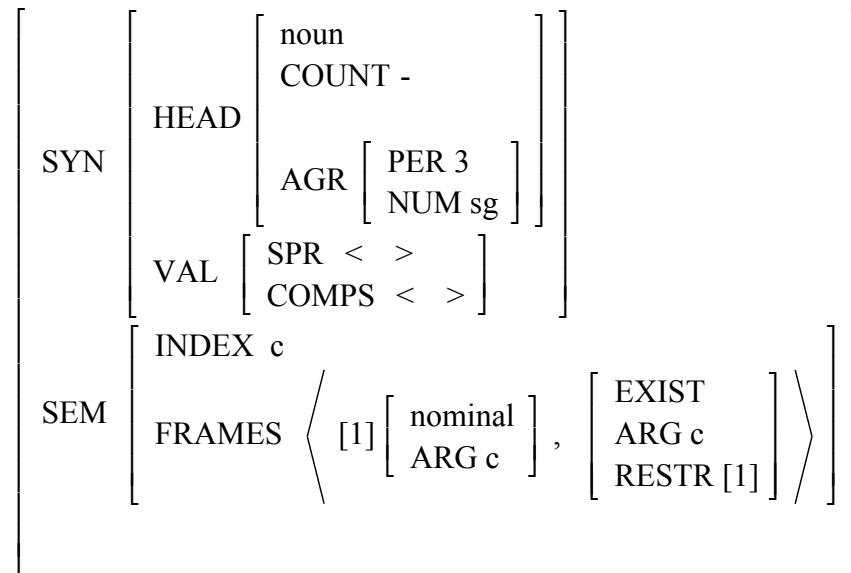 noun
COUNT -
HEAD
SYN
AGR
PER 3
NUM sg
VAL
SPR < >
COMPS < >
INDEX c
SEM
FRAMES
[1]
nominal
ARG c
,
EXIST
ARG c
RESTR [1]